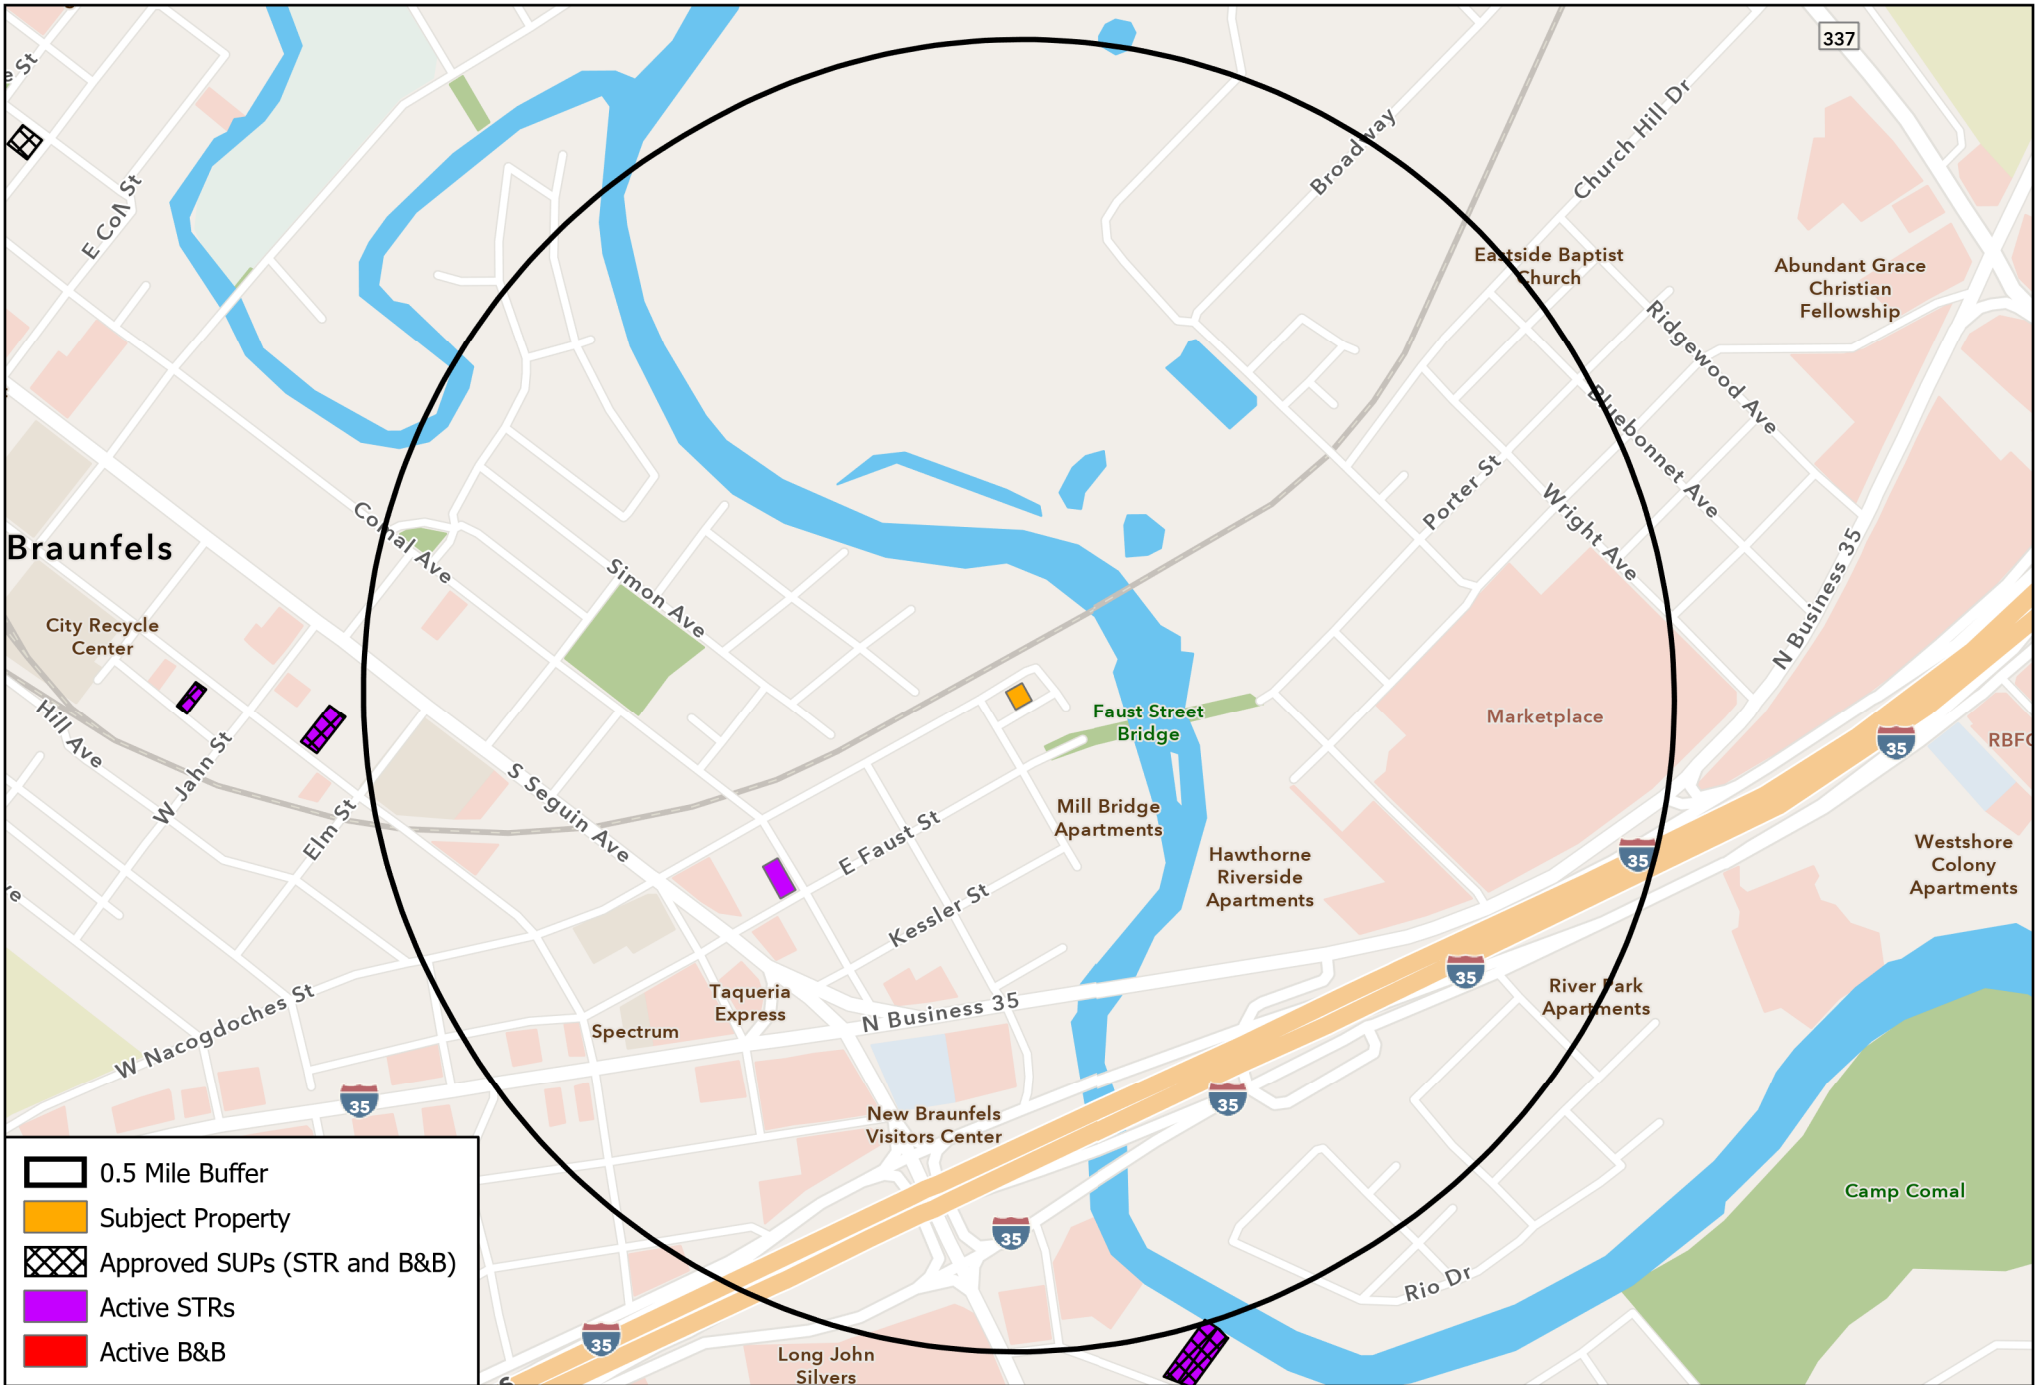 337
E Coll St
Broadway
Church Hill Dr
Eastside Baptist
Church
Abundant Grace
Christian
Fellowship
Ridgewood Ave
Bluebonnet Ave
Porter St
Wright Ave
Comal Ave
Simon Ave
Braunfels
City Recycle
Center
N Business 35
Hill Ave
W Jahn St
Elm St
S Seguin Ave
Faust Street
Bridge
Marketplace
35
RBFC
E Faust St
Mill Bridge
Apartments
Hawthorne
Riverside
Apartments
35
Westshore
Colony
Apartments
Kessler St
35
River Park
Apartments
Taqueria
Express
Spectrum
N Business 35
W Nacogdoches St
35
35
New Braunfels
Visitors Center
Camp Comal
35
Rio Dr
35
Long John
Silvers
0.5 Mile Buffer
Subject Property
Approved SUPs (STR and B&B)
Active STRs
Active B&B